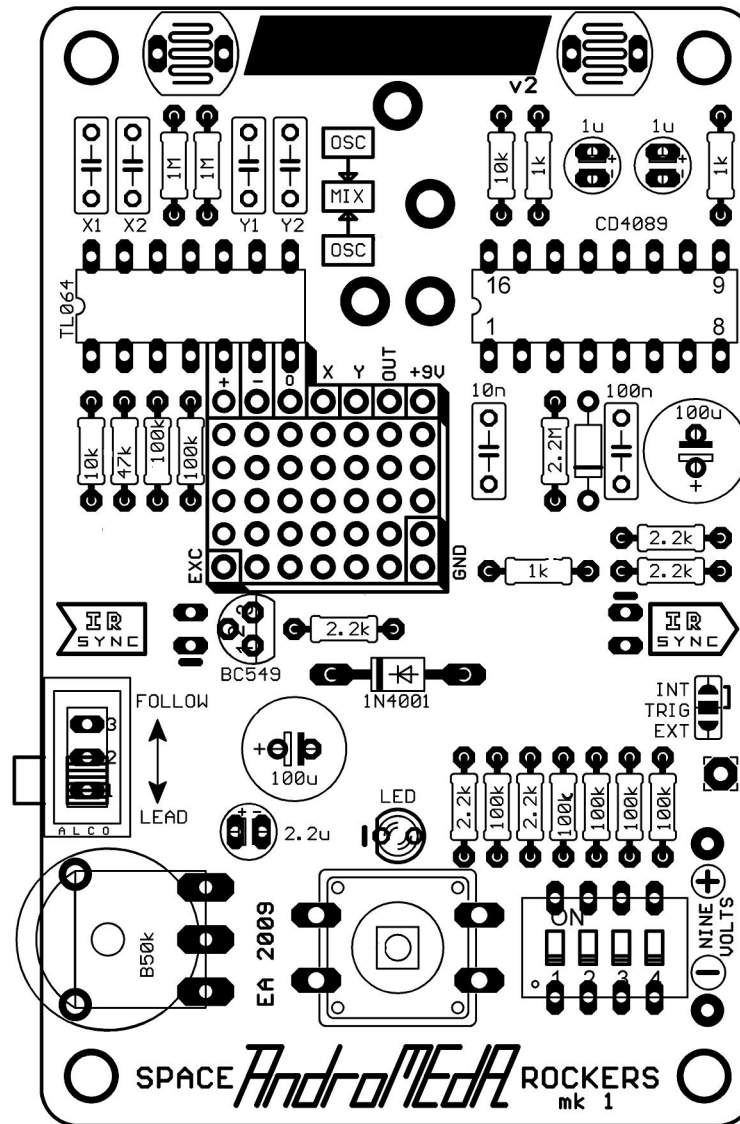 v2
OSC
MIX
OSC
1M
1M
X1 X2 Y1 Y2
10k
1k
1u 1u
1k
CD4089
TL064
16 9
1 8
+ - 0 X Y OUT +9V
10k
47k
100k
100k
10n
2.2M
100n
100u
+
EXC
GND
2.2k
2.2k
1k
IR
SYNC
1 2 3
BC549
2.2k
IR
SYNC
1N4001
FOLLOW
3
2
1
LEAD
ALCO
+
100u
INT
TRIG
EXT
+ -
2.2u
LED
2.2k
100k
2.2k
100k
100k
100k
100k
B50k
EA 2009
ON
1 2 3 4
+
-
NINE
VOLTS
SPACE AndroMEdA ROCKERS
mk 1